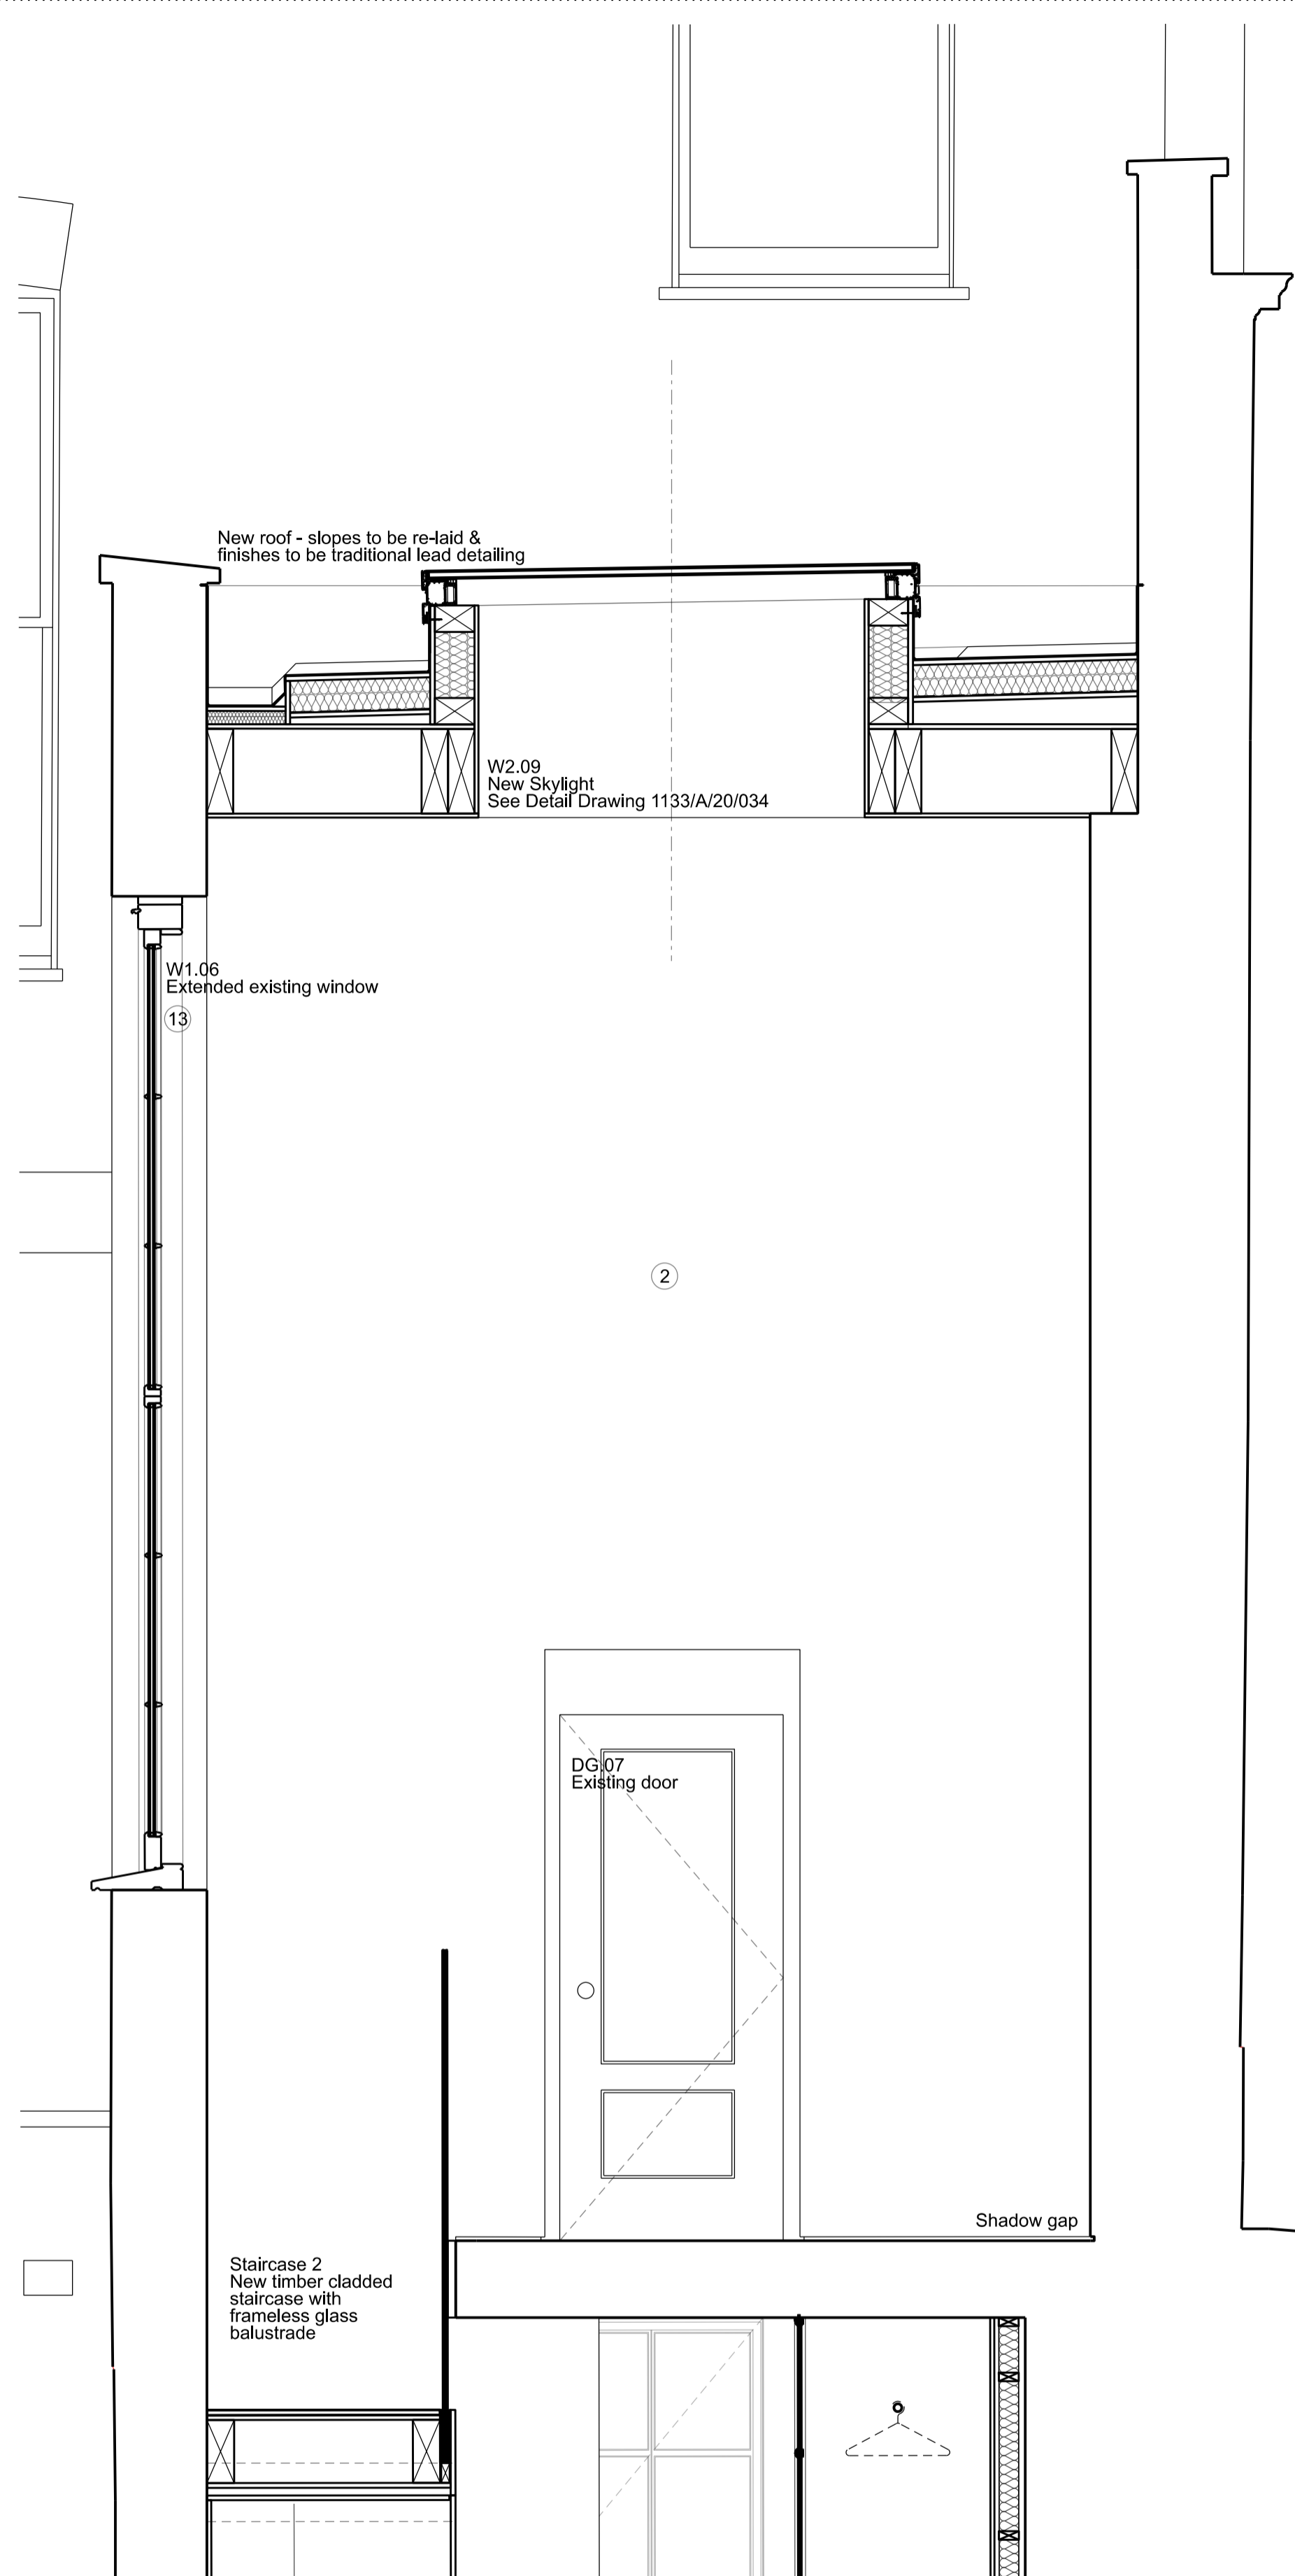 New roof - slopes to be re-laid &
finishes to be traditional lead detailing
W2.09
New Skylight
See Detail Drawing 1133/A/20/034
W1.06
Extended existing window
13
2
DG.07
Existing door
Shadow gap
Staircase 2
New timber cladded
staircase with
frameless glass
balustrade